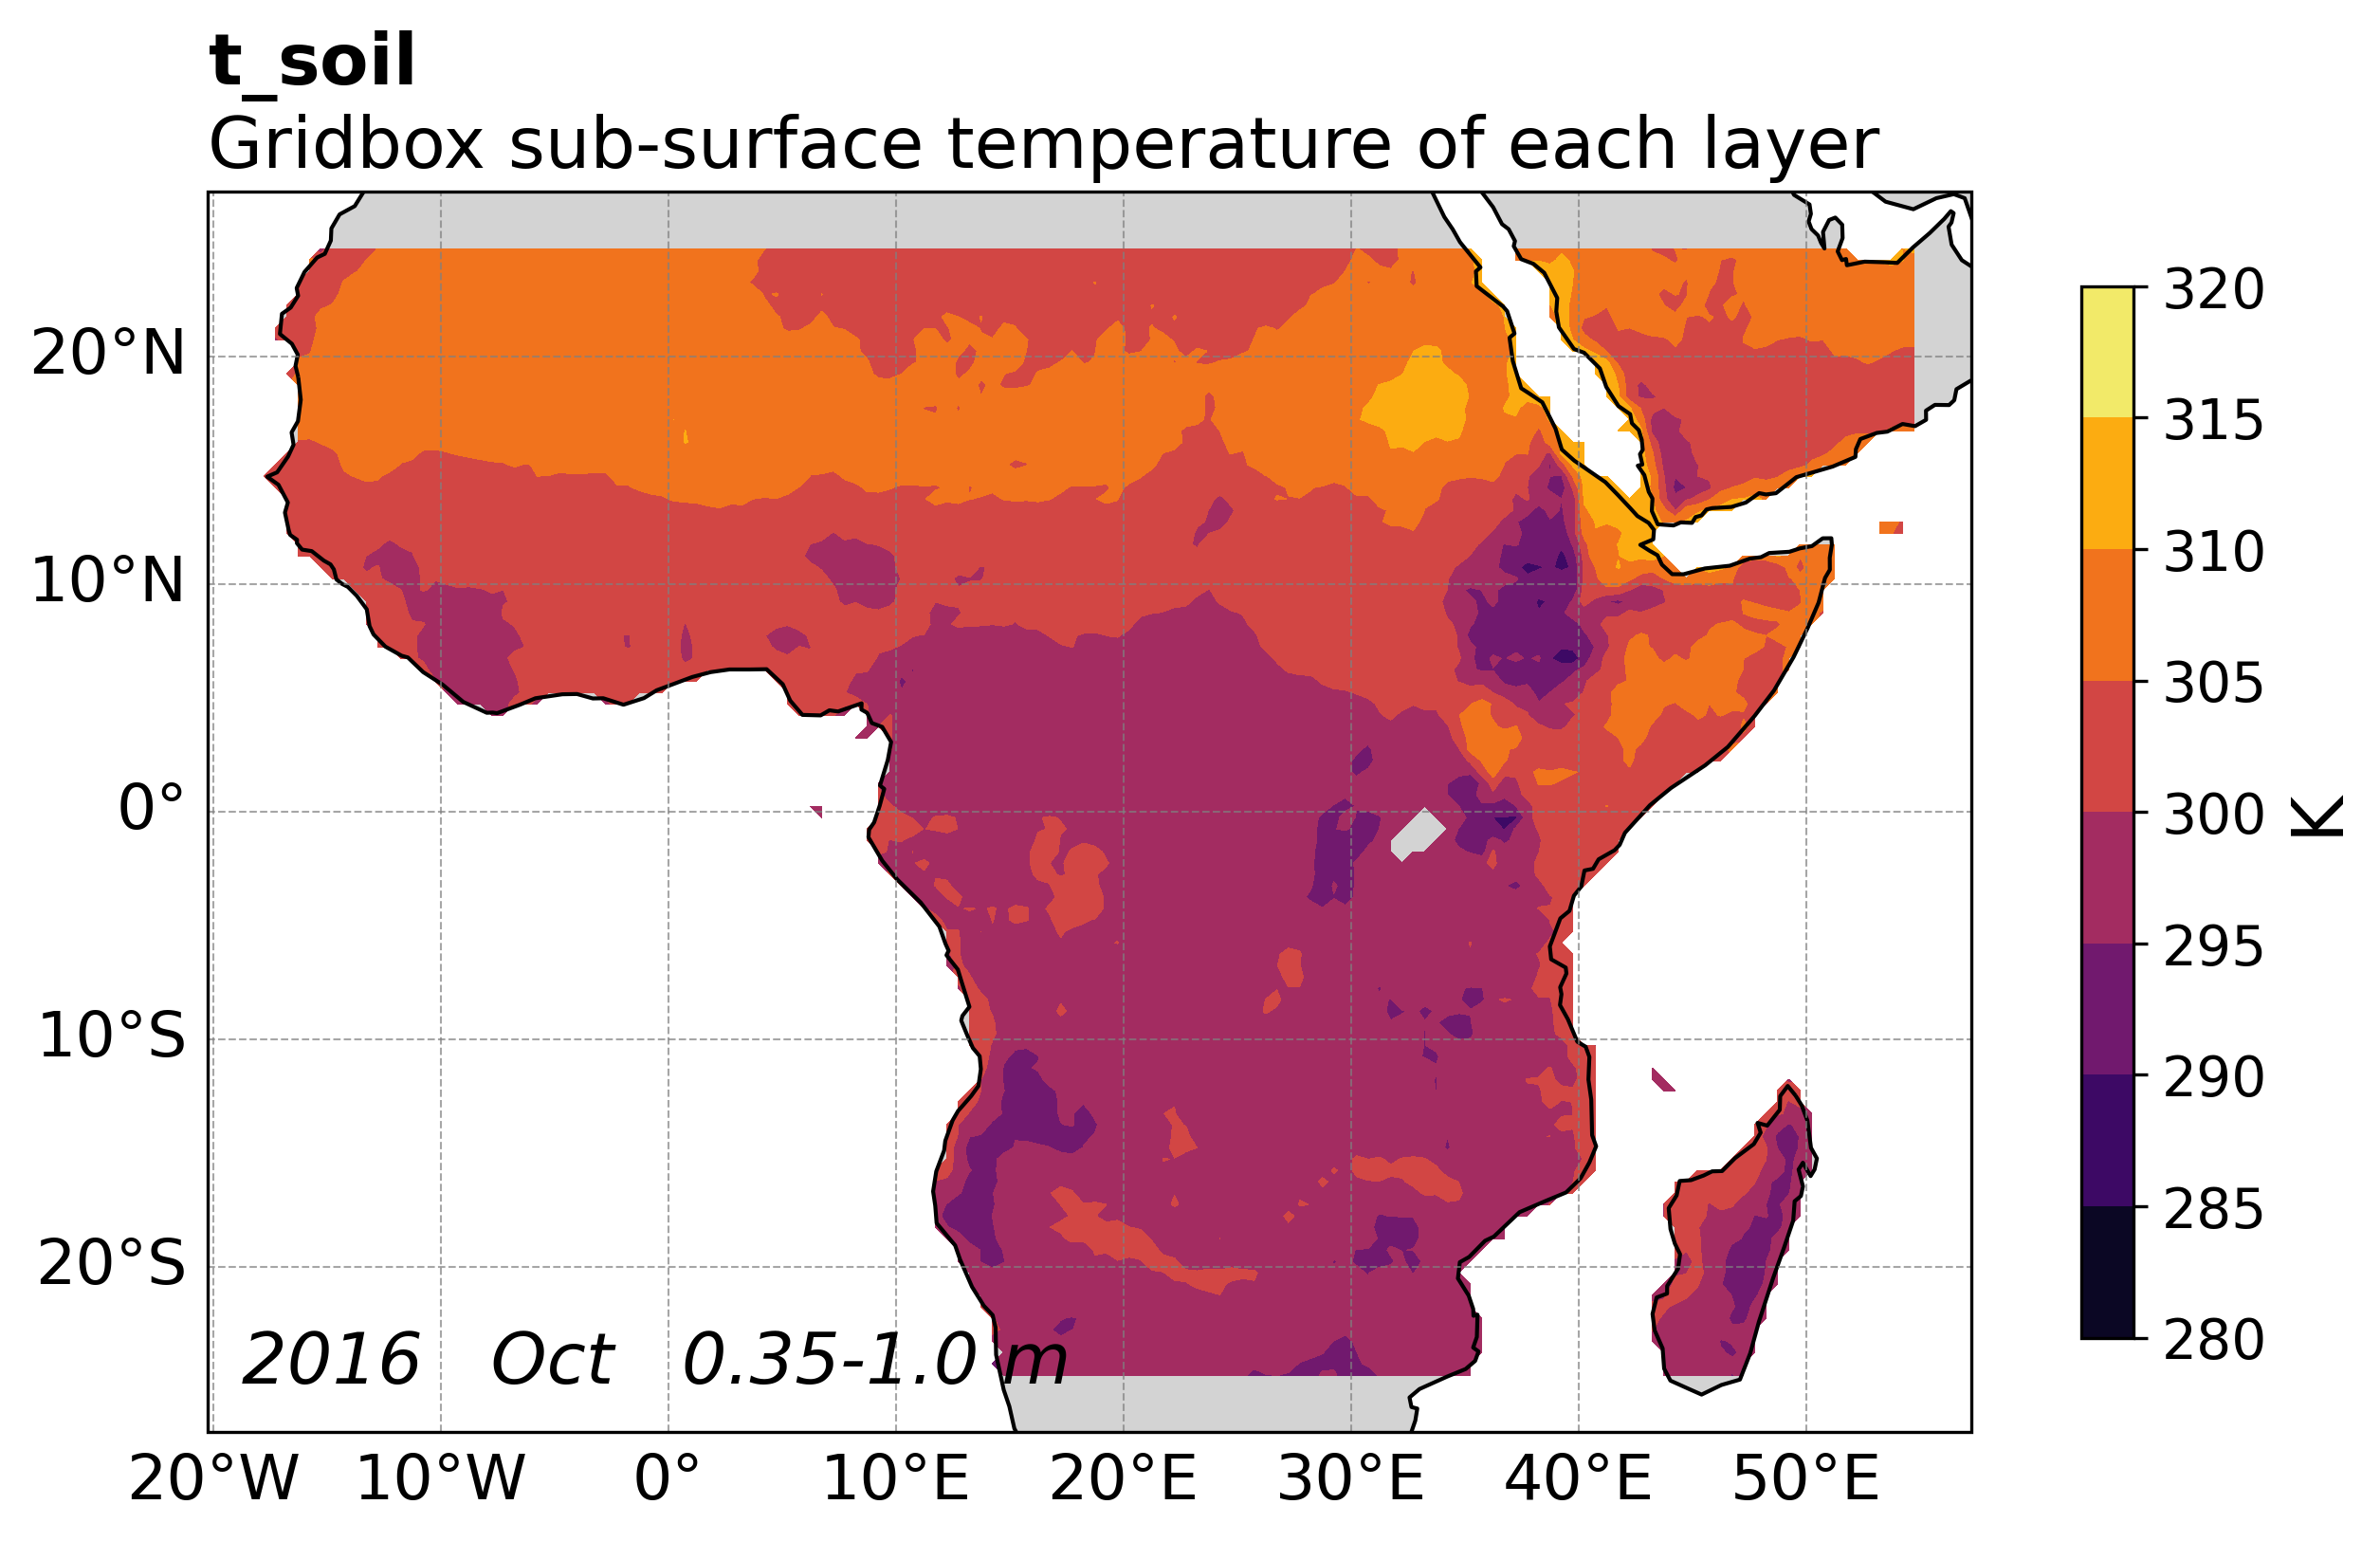 t_soil
Gridbox sub-surface temperature of each layer
20°N
10°N
0°
10°S
20°S
20°W 10°W 0° 10°E 20°E 30°E 40°E 50°E
2016 Oct 0.35-1.0 m
320
315
310
305
300
295
290
285
280
K